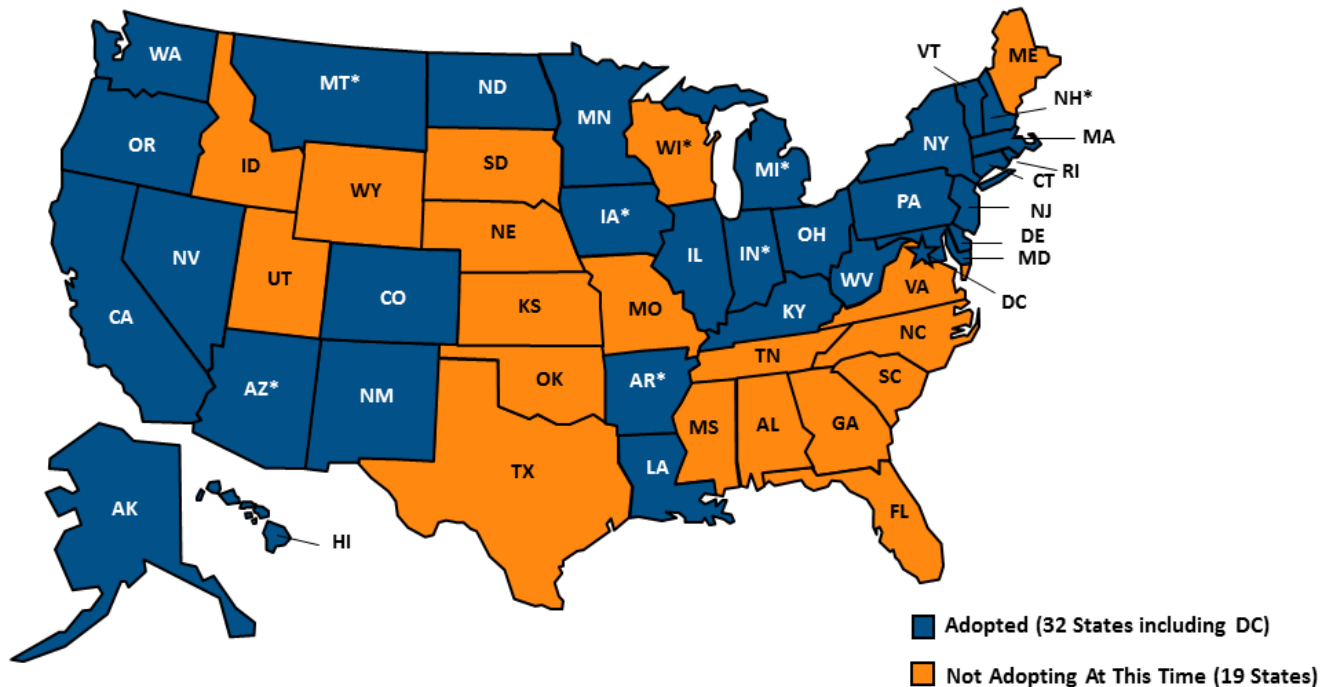 WA
MT*
ND
MN
VT
ME
NH*
MA
RI
CT
NY
OR
ID
WY
SD
WI*
MI*
PA
NJ
DE
MD
DC
NV
UT
CO
NE
IA*
IL
IN*
OH
WV
VA
CA
KS
MO
KY
NC
TN
SC
AZ*
NM
OK
AR*
MS
AL
GA
TX
LA
FL
AK
HI
Adopted (32 States including DC)
Not Adopting At This Time (19 States)